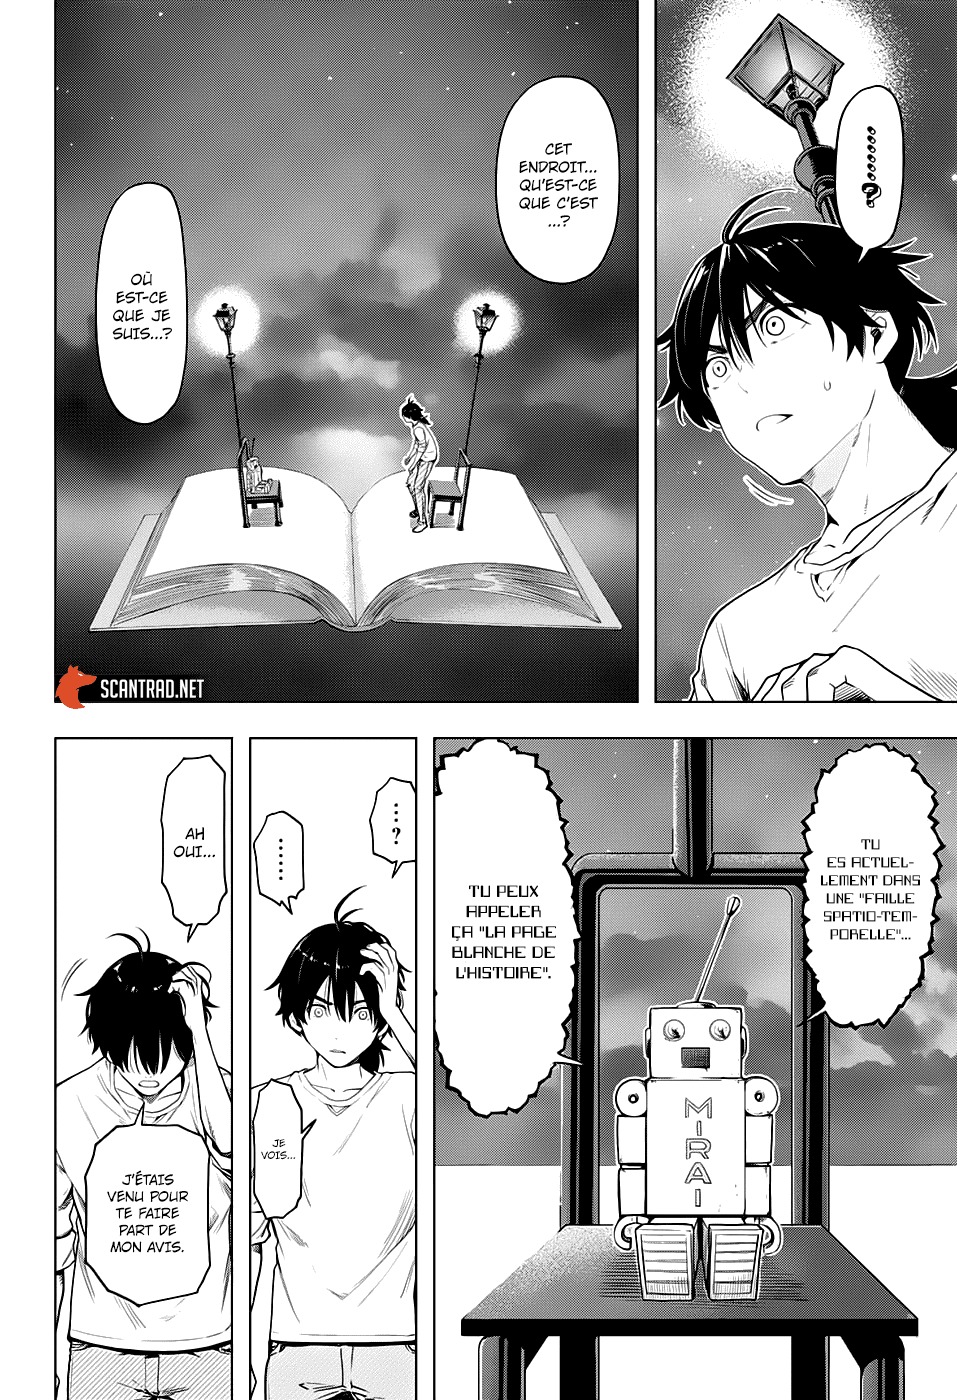 .........?
CET
ENDROIT...
QU'EST-CE
QUE C'EST
...?
OÙ
EST-CE
QUE JE
SUIS...?
SCANTRAD.NET
TU
ES ACTUEL-
LEMENT DANS
UNE "FAILLE
SPATIO-TEM-
PORELLE"...
TU PEUX
APPELER
ÇA "LA PAGE
BLANCHE DE
L'HISTOIRE".
MIRAI
...?
......
JE
VOIS...
AH
OUI...
J'ÉTAIS
VENU POUR
TE FAIRE
PART DE
MON AVIS.